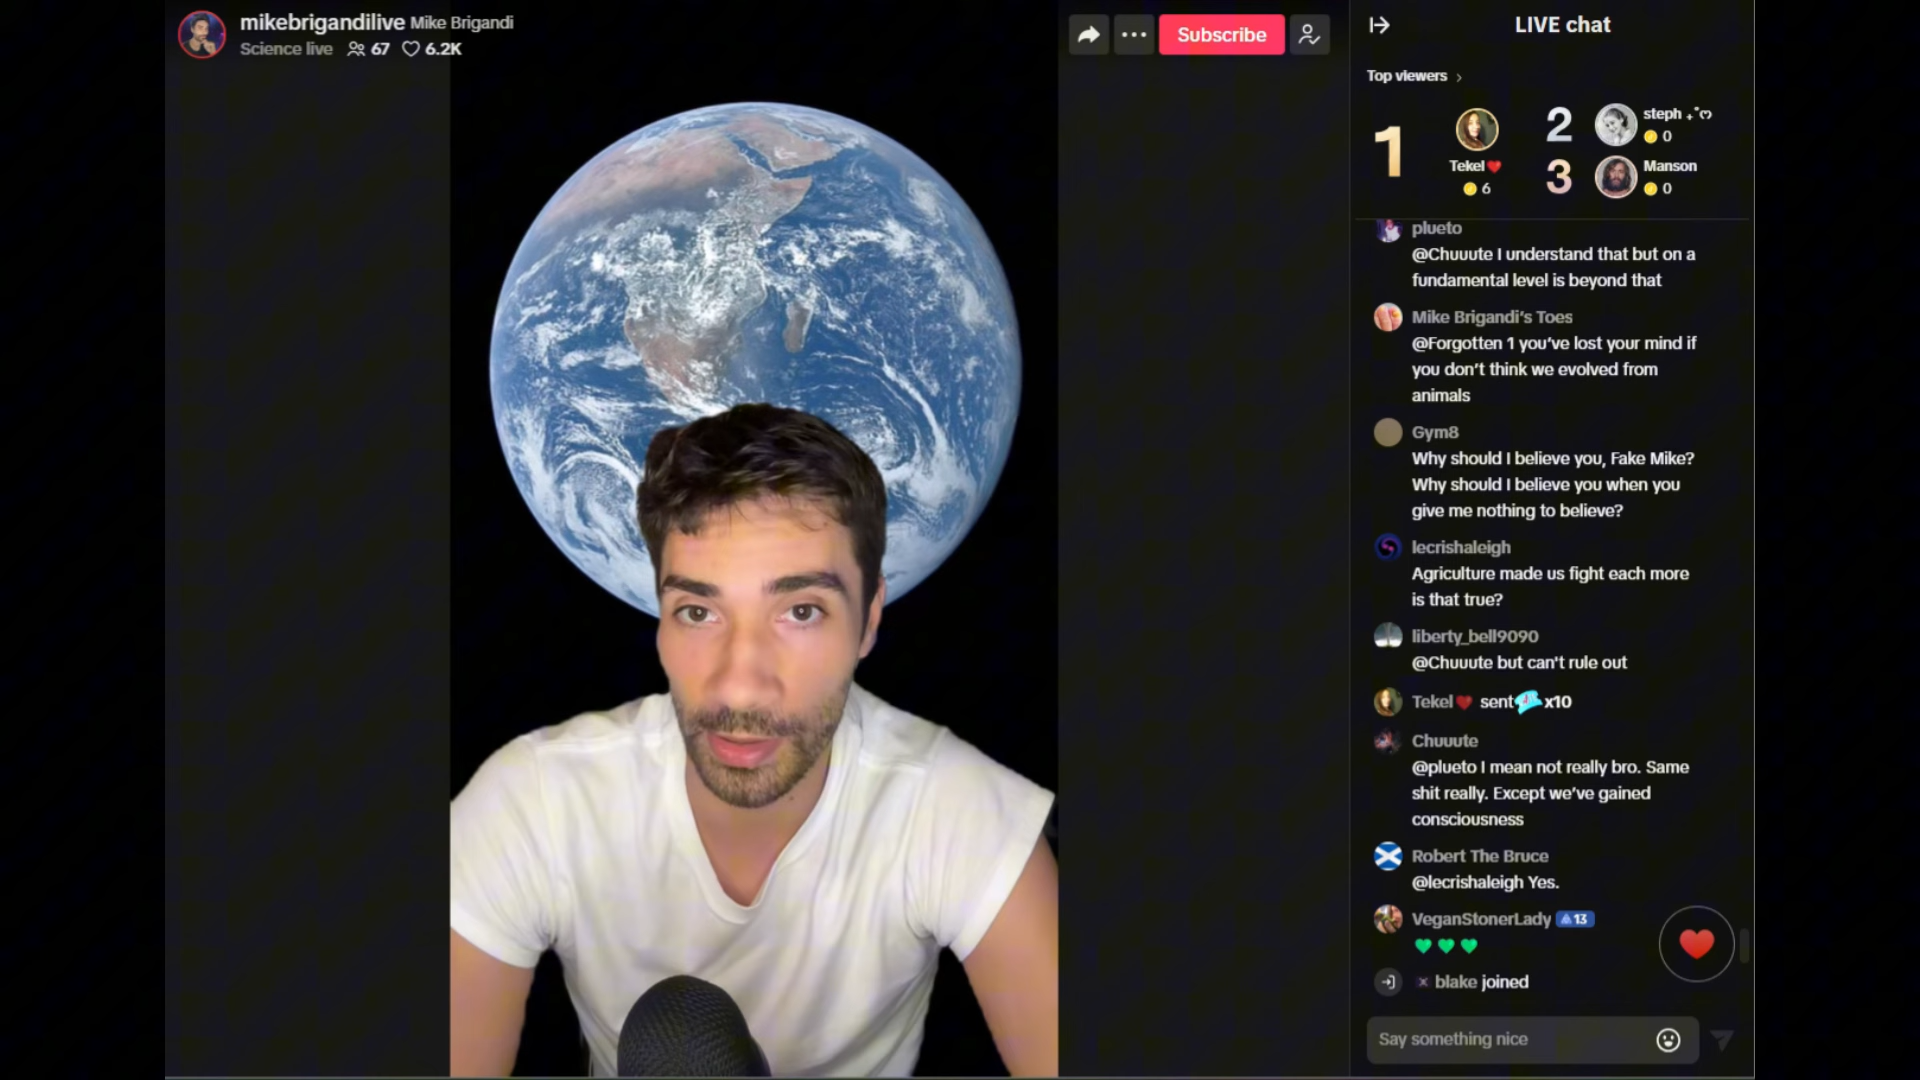 mikebrigandilive Mike Brigandi
Science live 67 6.2K
Subscribe
LIVE chat
Top viewers
1
Tekel❤️
6
2
steph ₊˚ෆ
0
3
Manson
0
plueto
@Chuuute I understand that but on a
fundamental level is beyond that
Mike Brigandi's Toes
@Forgotten 1 you've lost your mind if
you don't think we evolved from
animals
Gym8
Why should I believe you, Fake Mike?
Why should I believe you when you
give me nothing to believe?
lecrishaleigh
Agriculture made us fight each more
is that true?
liberty_bell9090
@Chuuute but can't rule out
Tekel❤️ sent x10
Chuuute
@plueto I mean not really bro. Same
shit really. Except we've gained
consciousness
Robert The Bruce
@lecrishaleigh Yes.
VeganStonerLady 13
💚💚💚
blake joined
Say something nice